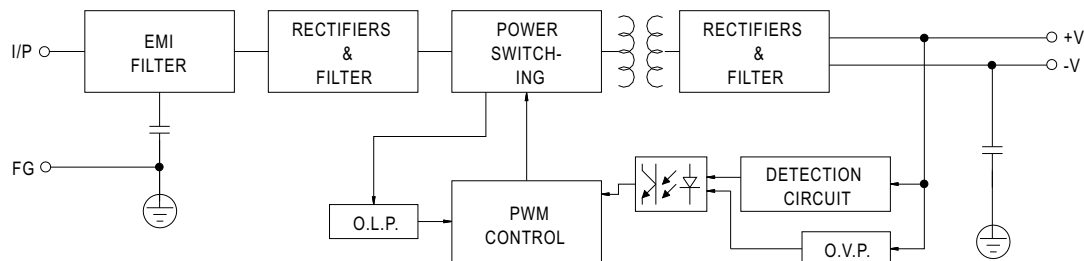 I/P
EMI
FILTER
RECTIFIERS
&
FILTER
POWER
SWITCH-
ING
RECTIFIERS
&
FILTER
+V
-V
FG
O.L.P.
PWM
CONTROL
DETECTION
CIRCUIT
O.V.P.